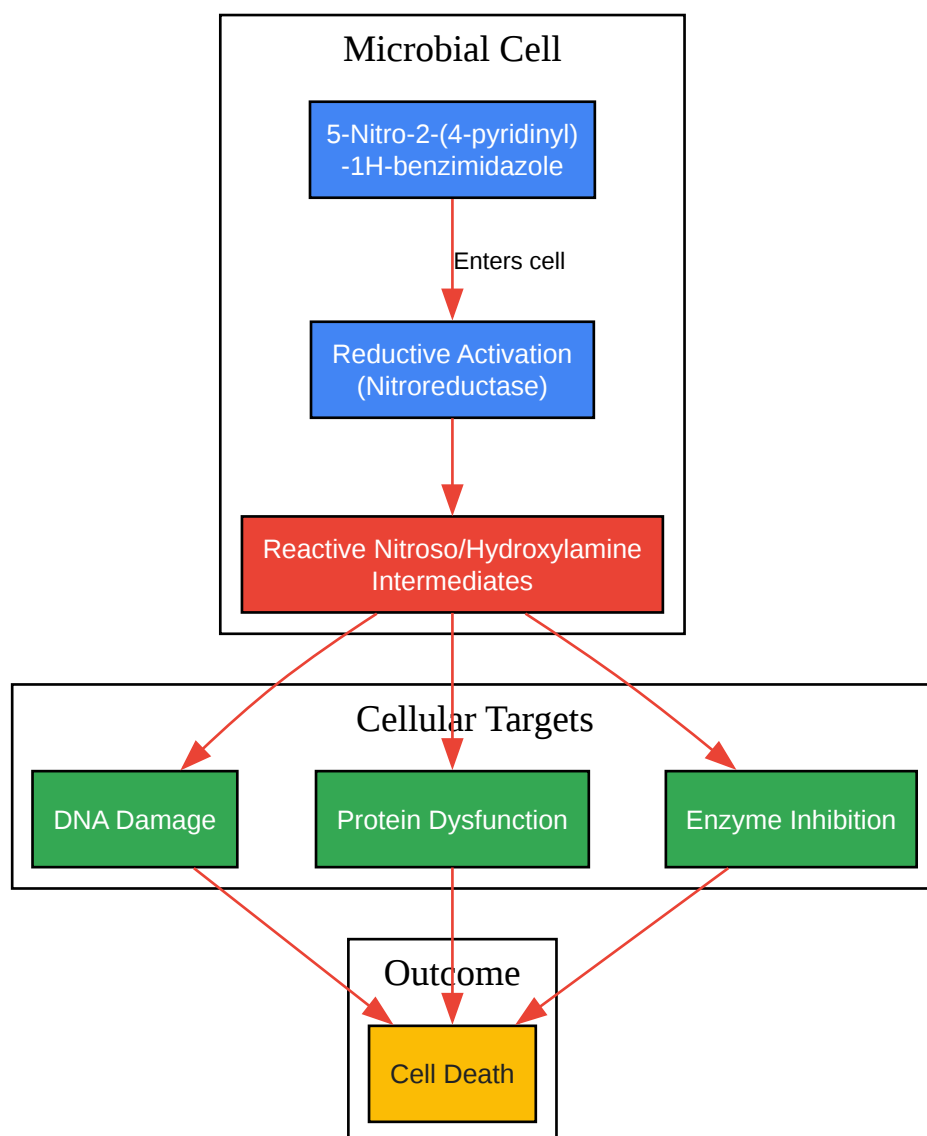 Microbial Cell
5-Nitro-2-(4-pyridinyl)
-1H-benzimidazole
Enters cell
Reductive Activation
(Nitroreductase)
Reactive Nitroso/Hydroxylamine
Intermediates
Cellular Targets
DNA Damage
Protein Dysfunction
Enzyme Inhibition
Outcome
Cell Death